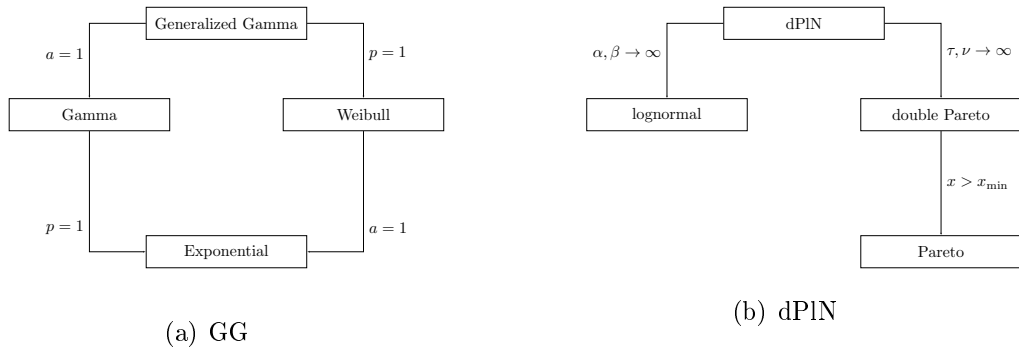 Generalized Gamma
a = 1
p = 1
Gamma
Weibull
p = 1
a = 1
Exponential
(a) GG
dPlN
α, β → ∞
τ, ν → ∞
lognormal
double Pareto
x > x_min
Pareto
(b) dPlN